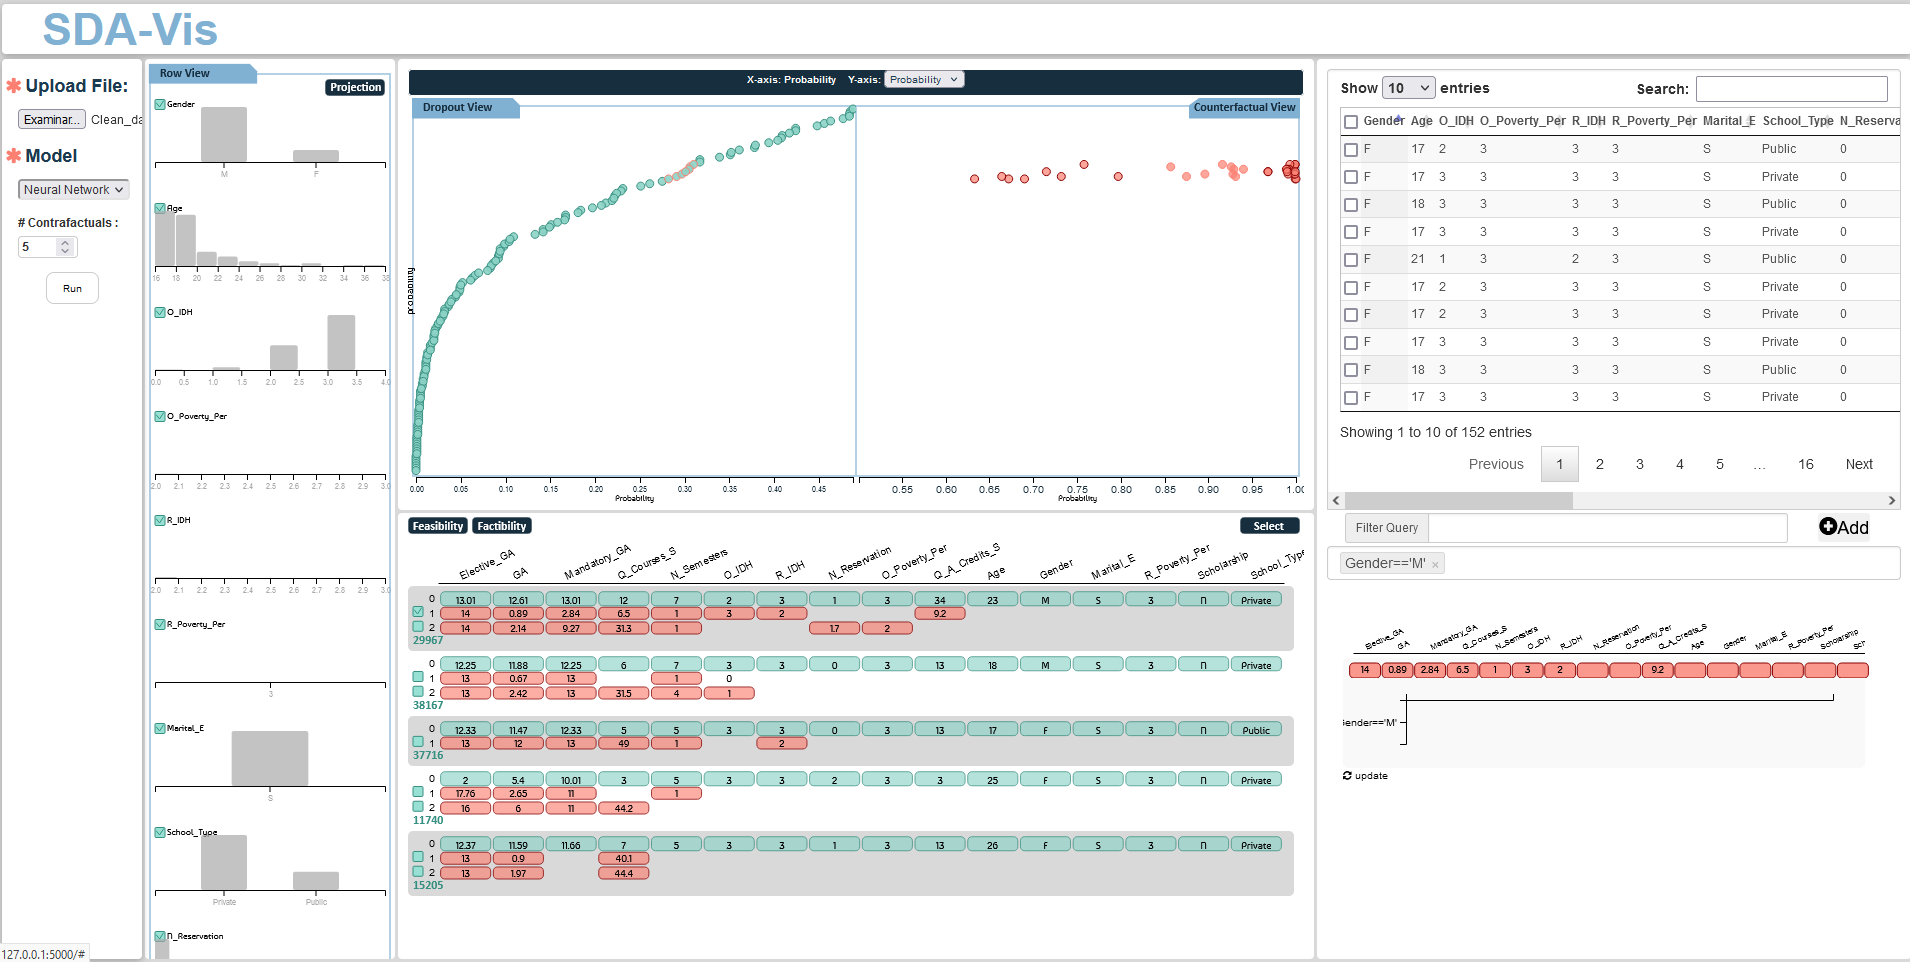 SDA-Vis
Upload File:
Examinar... Clean_da
Model
Neural Network
# Contrafactuals :
5
Run
Row View
Projection
Gender
M F
Age
16 18 20 22 24 26 28 30 32 34 36 38
O_IDH
0.0 0.5 1.0 1.5 2.0 2.5 3.0 3.5 4.0
O_Poverty_Per
2.0 2.1 2.2 2.3 2.4 2.5 2.6 2.7 2.8 2.9 3.0
R_IDH
2.0 2.1 2.2 2.3 2.4 2.5 2.6 2.7 2.8 2.9 3.0
R_Poverty_Per
3
Marital_E
S
School_Type
Private Public
N_Reservation
127.0.0.1:5000/#
X-axis: Probability Y-axis: Probability
Dropout View
Counterfactual View
probability
0.00 0.05 0.10 0.15 0.20 0.25 0.30 0.35 0.40 0.45
Probability
0.55 0.60 0.65 0.70 0.75 0.80 0.85 0.90 0.95 1.00
Probability
Feasibility Factibility Select
Elective_GA GA Mandatory_GA Q_Courses_S N_Semesters O_IDH R_IDH N_Reservation O_Poverty_Per Q_A_Credits_S Age Gender Marital_E R_Poverty_Per Scholarship School_Type
0 13.01 12.61 13.01 12 7 2 3 1 3 34 23 M S 3 n Private
1 14 0.89 2.84 6.5 1 3 2 9.2
2 14 2.14 9.27 31.3 1 1.7 2
29967
0 12.25 11.88 12.25 6 7 3 3 0 3 13 18 M S 3 n Private
1 13 0.67 13 1 0
2 13 2.42 13 31.5 4 1
38167
0 12.33 11.47 12.33 5 5 3 3 0 3 13 17 F S 3 n Public
1 13 12 13 49 1 2
37716
0 2 5.4 10.01 3 5 3 3 2 3 3 25 F S 3 n Private
1 17.76 2.65 11 1
2 16 6 11 44.2
11740
0 12.37 11.59 11.66 7 5 3 3 1 3 13 26 F S 3 n Private
1 13 0.9 40.1
2 13 1.97 44.4
15205
Show 10 entries Search:
Gender Age O_IDH O_Poverty_Per R_IDH R_Poverty_Per Marital_E School_Type N_Reserva
F 17 2 3 3 3 S Public 0
F 17 3 3 3 3 S Private 0
F 18 3 3 3 3 S Public 0
F 17 3 3 3 3 S Private 0
F 21 1 3 2 3 S Public 0
F 17 2 3 3 3 S Private 0
F 17 2 3 3 3 S Private 0
F 17 3 3 3 3 S Private 0
F 18 3 3 3 3 S Public 0
F 17 3 3 3 3 S Private 0
Showing 1 to 10 of 152 entries
Previous 1 2 3 4 5 ... 16 Next
Filter Query Add
Gender=='M' ×
Elective_GA GA Mandatory_GA Q_Courses_S N_Semesters O_IDH R_IDH N_Reservation O_Poverty_Per Q_A_Credits_S Age Gender Marital_E R_Poverty_Per Scholarship Scr
14 0.89 2.84 6.5 1 3 2 9.2
Gender=='M'
update